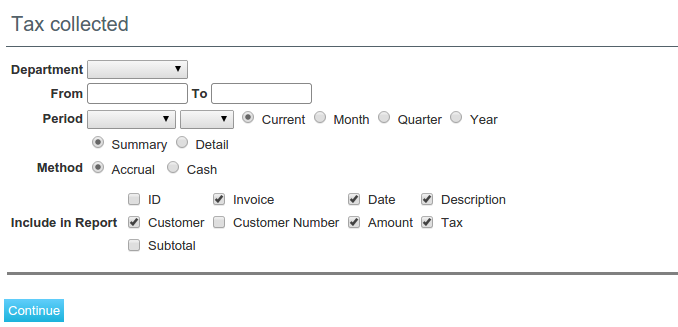 Tax collected
Department
From To
Period Current Month Quarter Year
Summary Detail
Method Accrual Cash
ID Invoice Date Description
Include in Report Customer Customer Number Amount Tax
Subtotal
Continue